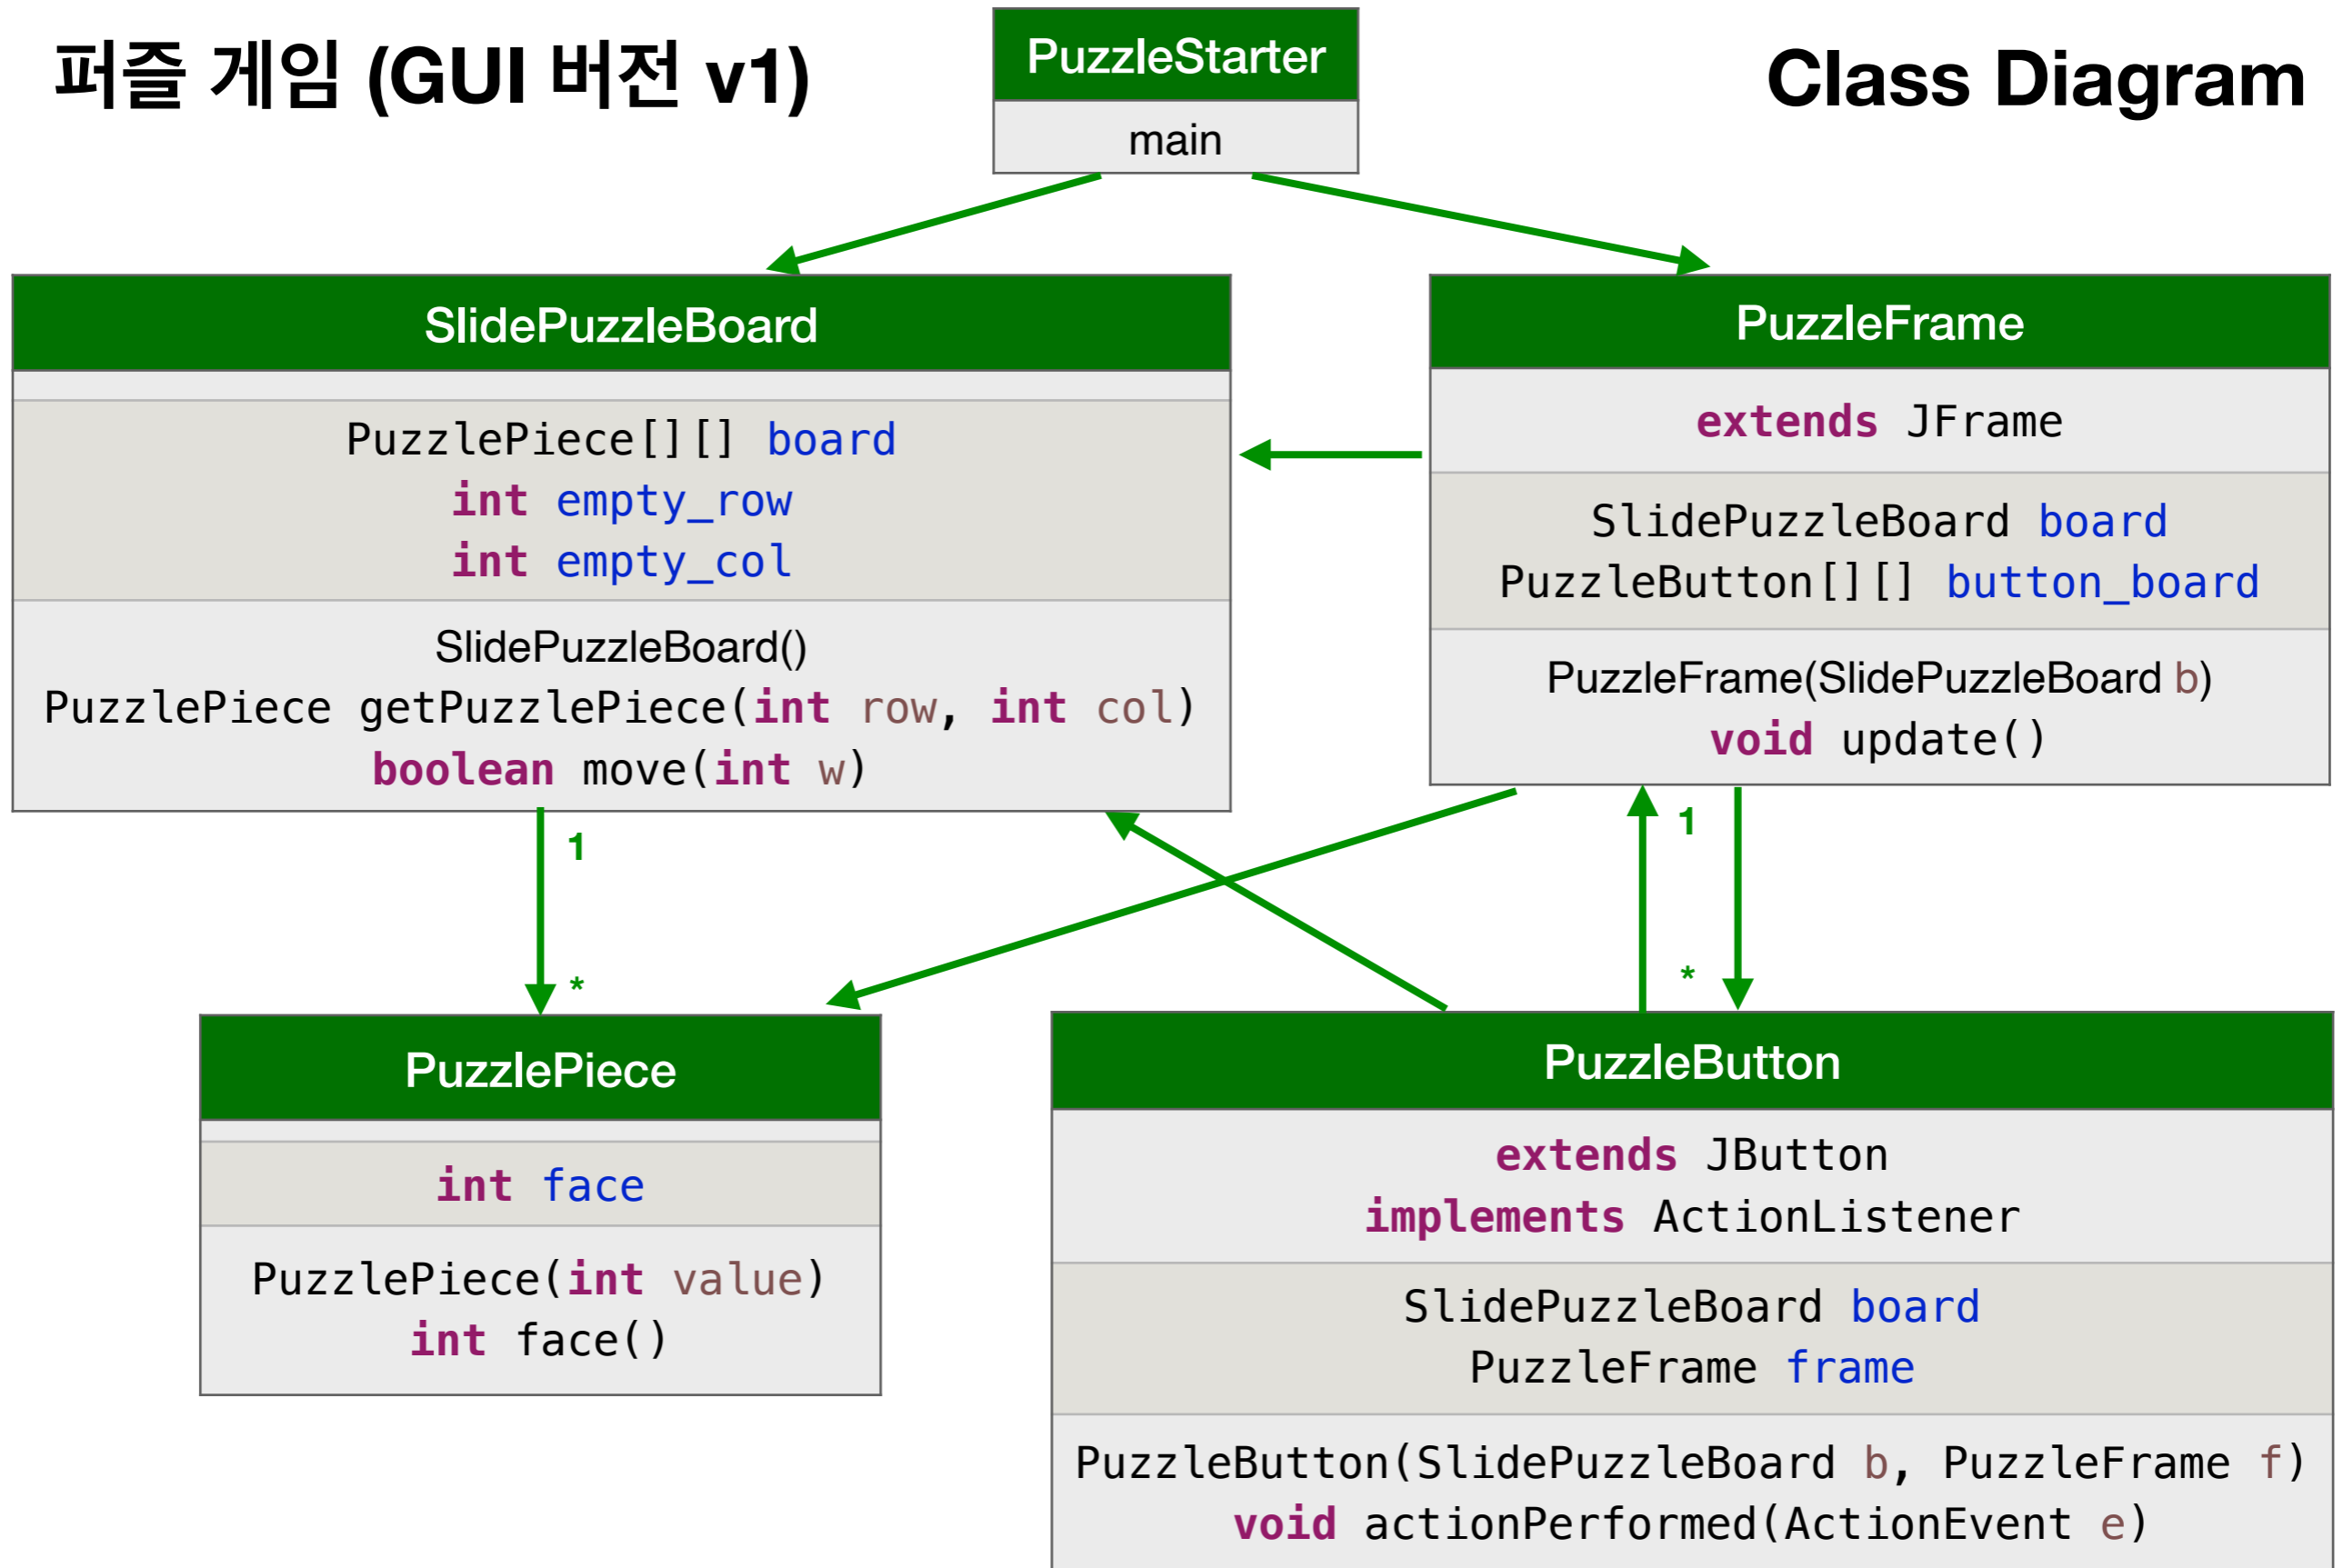 퍼즐 게임 (GUI 버전 v1)
Class Diagram
PuzzleStarter
main
SlidePuzzleBoard
PuzzlePiece[][] board
int empty_row
int empty_col
SlidePuzzleBoard()
PuzzlePiece getPuzzlePiece(int row, int col)
boolean move(int w)
PuzzleFrame
extends JFrame
SlidePuzzleBoard board
PuzzleButton[][] button_board
PuzzleFrame(SlidePuzzleBoard b)
void update()
1
*
1
*
PuzzlePiece
int face
PuzzlePiece(int value)
int face()
PuzzleButton
extends JButton
implements ActionListener
SlidePuzzleBoard board
PuzzleFrame frame
PuzzleButton(SlidePuzzleBoard b, PuzzleFrame f)
void actionPerformed(ActionEvent e)